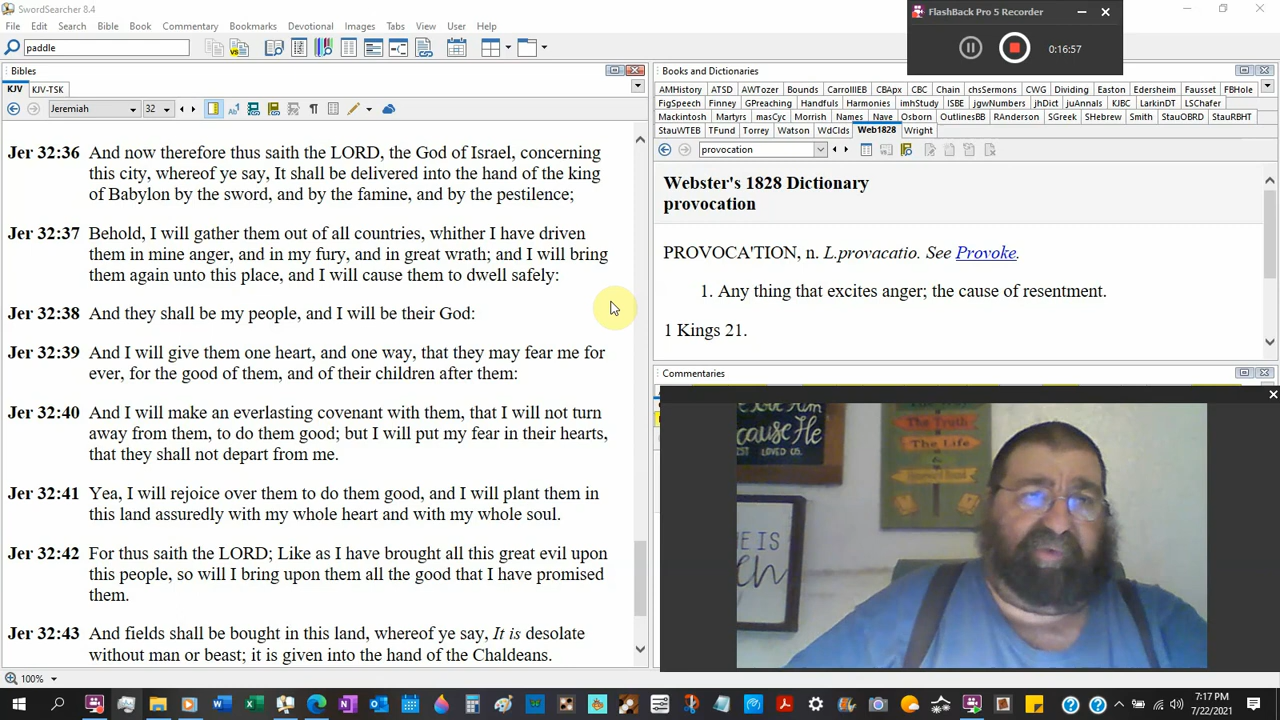 SwordSearcher 8.4
File Edit Search Bible Book Commentary Bookmarks Devotional Images Tabs View User Help
paddle
FlashBack Pro 5 Recorder
0:16:57
Bibles
KJV KJV-TSK
Jeremiah 32
Jer 32:36 And now therefore thus saith the LORD, the God of Israel, concerning
this city, whereof ye say, It shall be delivered into the hand of the king
of Babylon by the sword, and by the famine, and by the pestilence;
Jer 32:37 Behold, I will gather them out of all countries, whither I have driven
them in mine anger, and in my fury, and in great wrath; and I will bring
them again unto this place, and I will cause them to dwell safely:
Jer 32:38 And they shall be my people, and I will be their God:
Jer 32:39 And I will give them one heart, and one way, that they may fear me for
ever, for the good of them, and of their children after them:
Jer 32:40 And I will make an everlasting covenant with them, that I will not turn
away from them, to do them good; but I will put my fear in their hearts,
that they shall not depart from me.
Jer 32:41 Yea, I will rejoice over them to do them good, and I will plant them in
this land assuredly with my whole heart and with my whole soul.
Jer 32:42 For thus saith the LORD; Like as I have brought all this great evil upon
this people, so will I bring upon them all the good that I have promised
them.
Jer 32:43 And fields shall be bought in this land, whereof ye say, It is desolate
without man or beast; it is given into the hand of the Chaldeans.
100%
Books and Dictionaries
AMHistory ATSD AWTozer Bounds CarrollEB CBApx CBC Chain chsSermons CWG Dividing Easton Edersheim Fausset FBHole
FigSpeech Finney GPreaching Handfuls Harmonies imhStudy ISBE jgwNumbers jhDict juAnnals KJBC LarkinDT LSChafer
Mackintosh Martyrs masCyc Morrish Names Nave Osborn OutlinesBB RAnderson SGreek SHebrew Smith StauOBRD StauRBHT
StauWTEB TFund Torrey Watson WdClds Web1828 Wright
provocation
Webster's 1828 Dictionary
provocation
PROVOCA'TION, n. L.provacatio. See Provoke.
1. Any thing that excites anger; the cause of resentment.
1 Kings 21.
Commentaries
cause He
The Truth
The Life
7:17 PM
7/22/2021